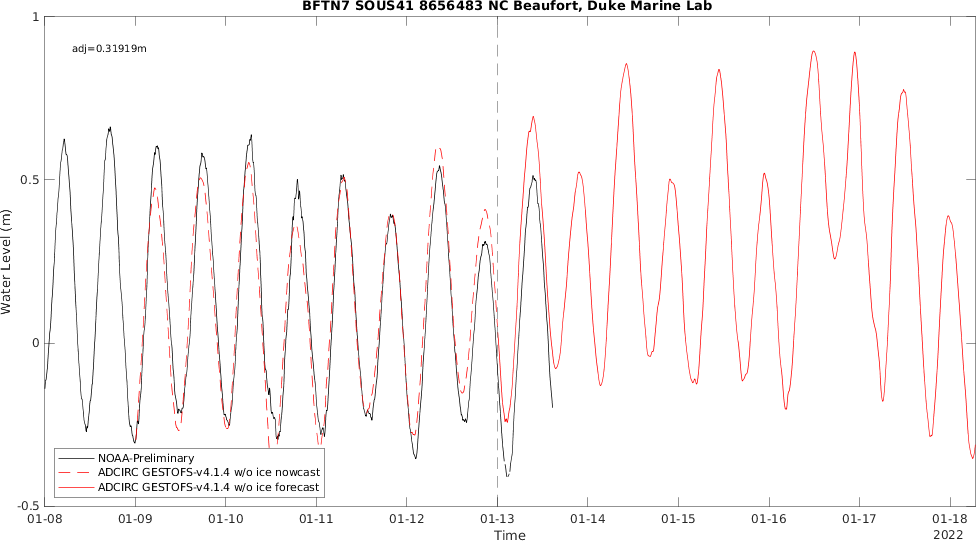 BFTN7 SOUS41 8656483 NC Beaufort, Duke Marine Lab
1
adj=0.31919m
0.5
Water Level (m)
0
NOAA-Preliminary
ADCIRC GESTOFS-v4.1.4 w/o ice nowcast
ADCIRC GESTOFS-v4.1.4 w/o ice forecast
-0.5
01-08 01-09 01-10 01-11 01-12 01-13 01-14 01-15 01-16 01-17 01-18
Time 2022